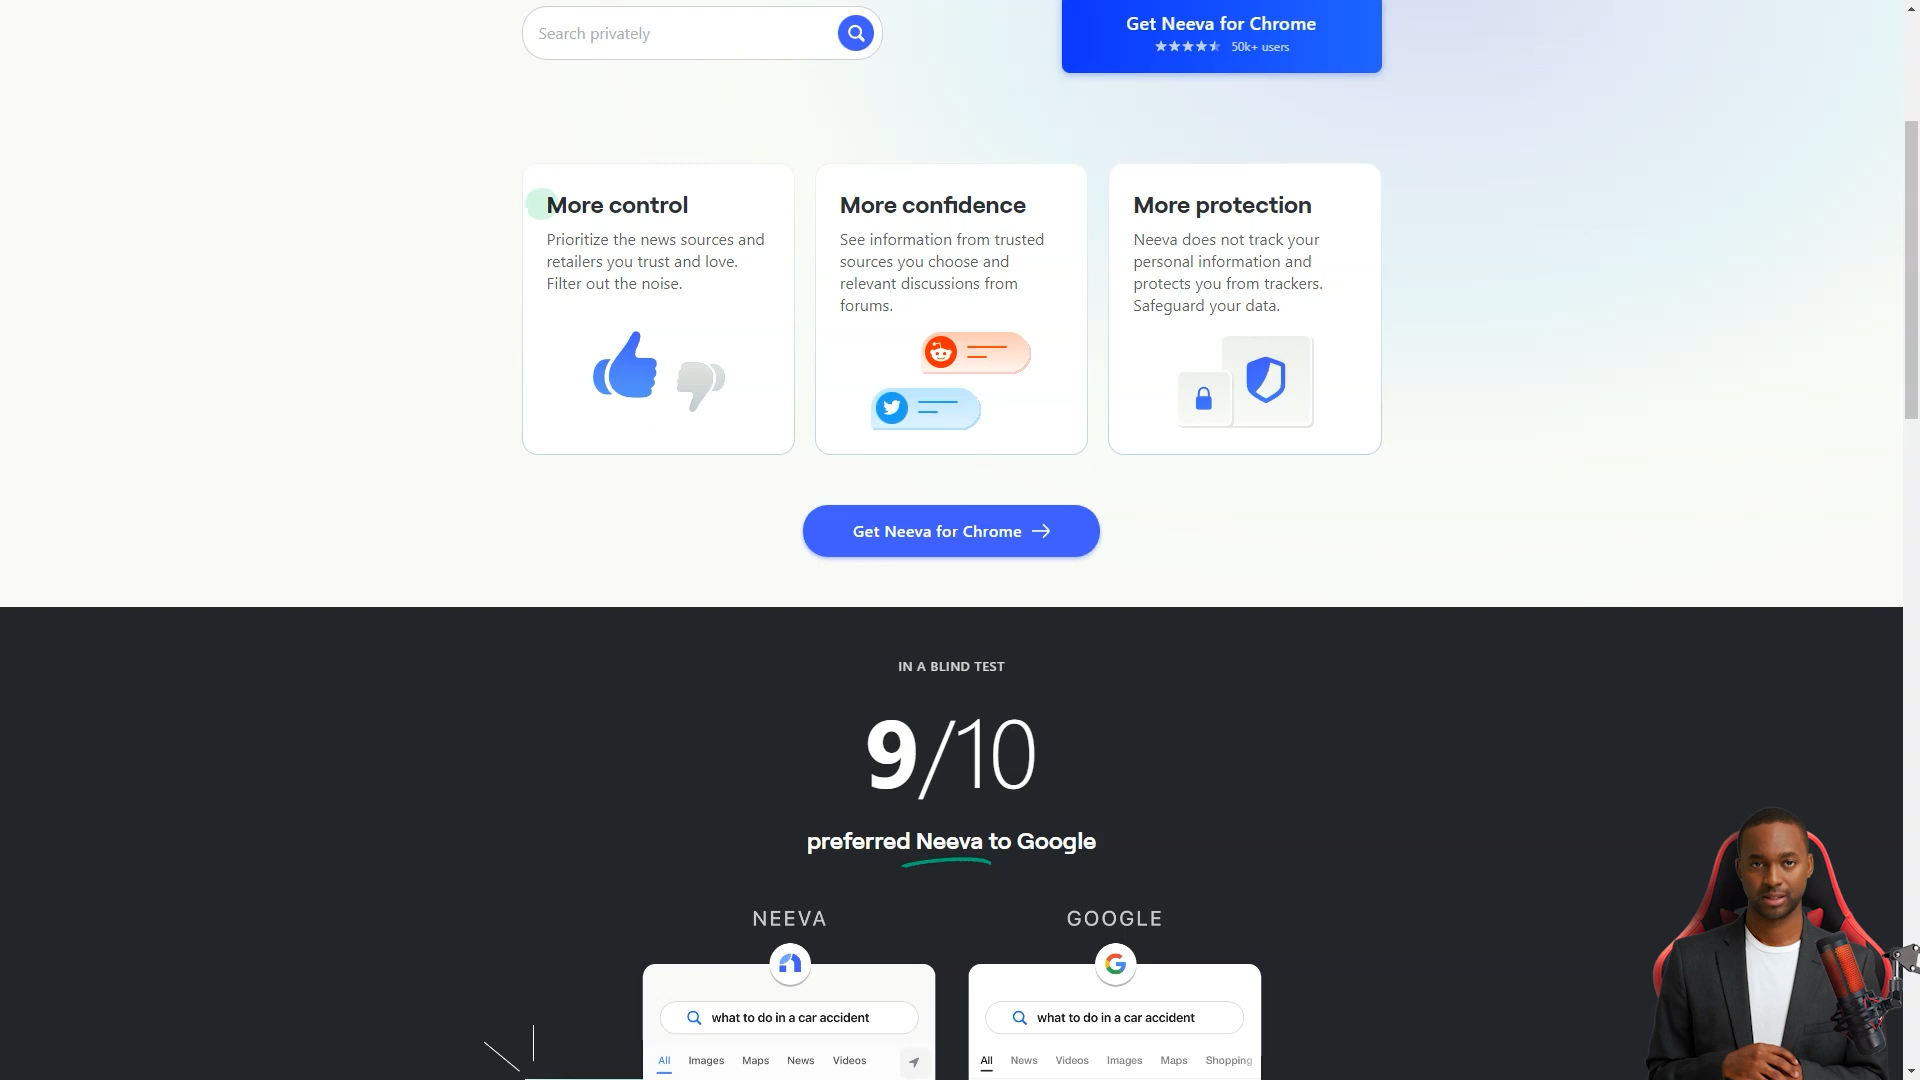 Search privately
Get Neeva for Chrome
50k+ users
More control
Prioritize the news sources and
retailers you trust and love.
Filter out the noise.
More confidence
See information from trusted
sources you choose and
relevant discussions from
forums.
More protection
Neeva does not track your
personal information and
protects you from trackers.
Safeguard your data.
Get Neeva for Chrome
IN A BLIND TEST
9/10
preferred Neeva to Google
NEEVA
what to do in a car accident
All Images Maps News Videos
GOOGLE
what to do in a car accident
All News Videos Images Maps Shopping